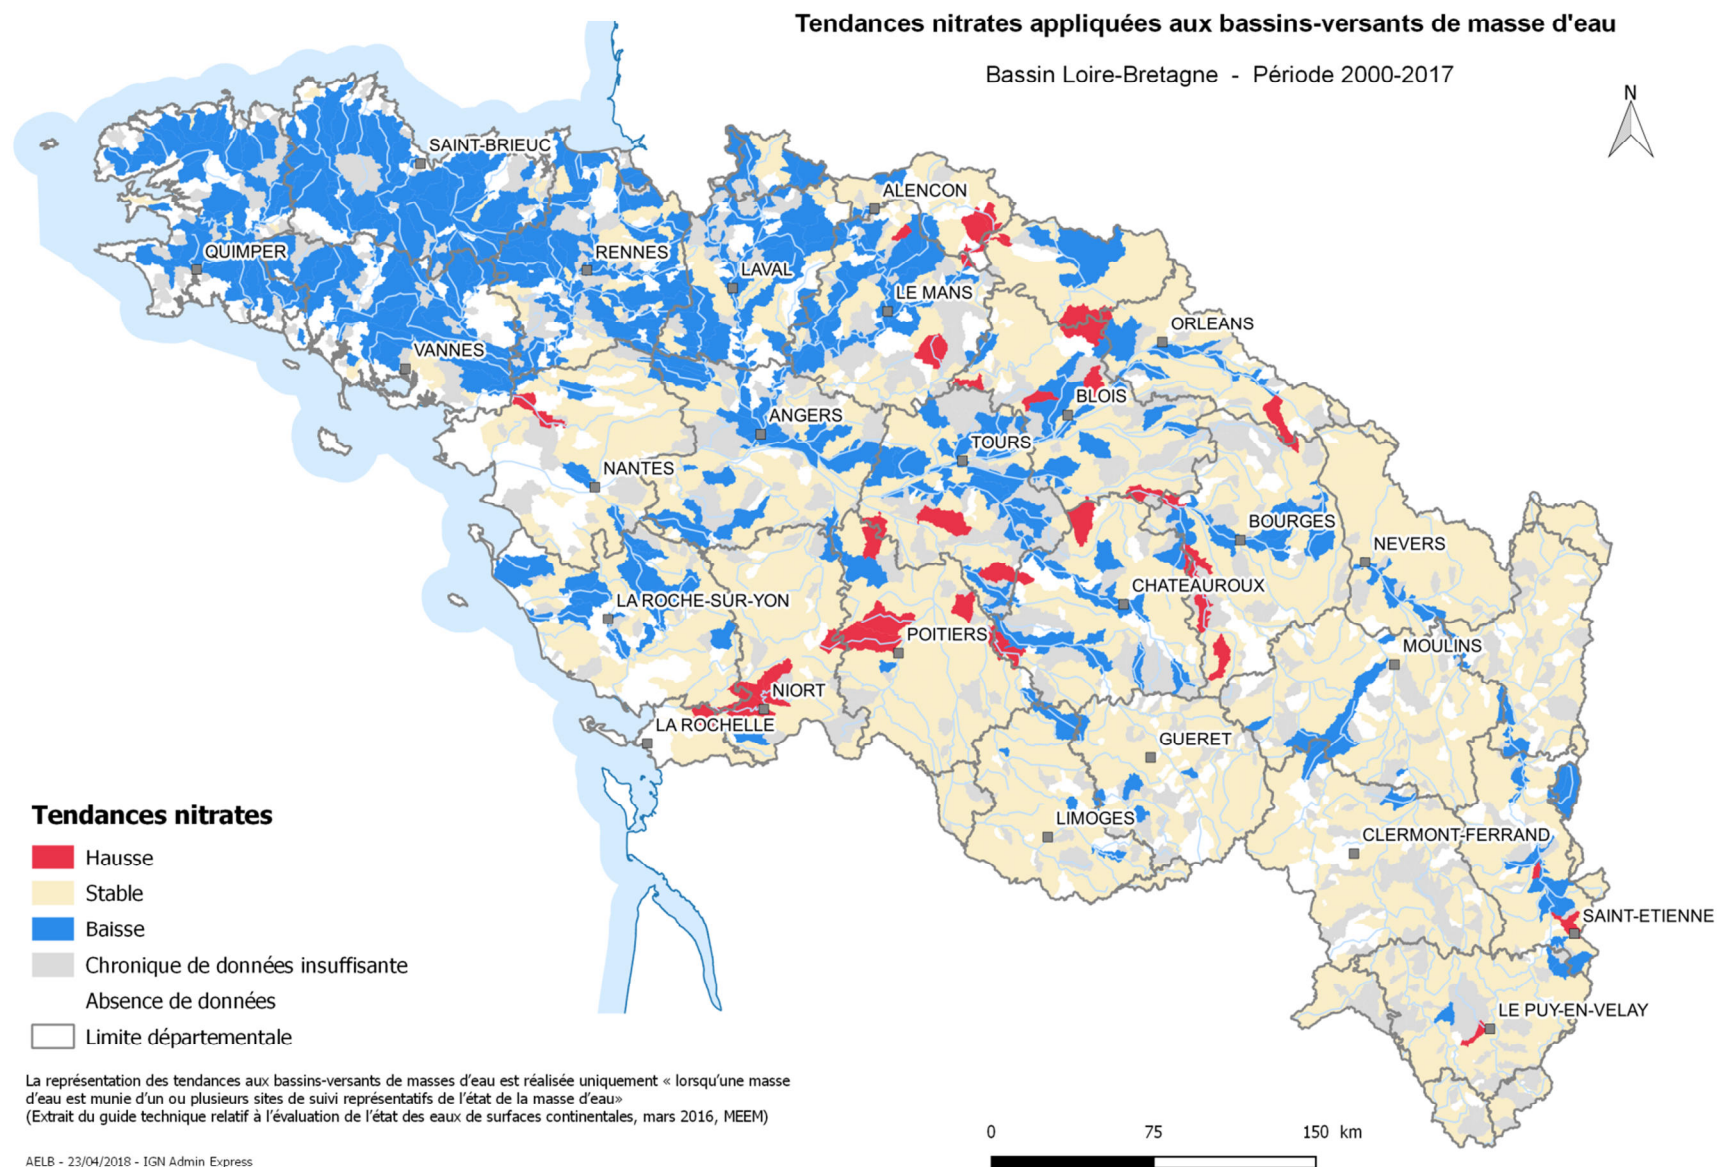 Tendances nitrates appliquées aux bassins-versants de masse d'eau
Bassin Loire-Bretagne - Période 2000-2017
N
SAINT-BRIEUC
ALENCON
QUIMPER
RENNES
LAVAL
LE MANS
ORLEANS
VANNES
BLOIS
ANGERS
TOURS
NANTES
BOURGES
NEVERS
CHATEAUROUX
LA ROCHE-SUR-YON
POITIERS
MOULINS
NIORT
LA ROCHELLE
GUERET
LIMOGES
CLERMONT-FERRAND
SAINT-ETIENNE
LE PUY-EN-VELAY
Tendances nitrates
Hausse
Stable
Baisse
Chronique de données insuffisante
Absence de données
Limite départementale
La représentation des tendances aux bassins-versants de masses d'eau est réalisée uniquement « lorsqu'une masse
d'eau est munie d'un ou plusieurs sites de suivi représentatifs de l'état de la masse d'eau»
(Extrait du guide technique relatif à l'évaluation de l'état des eaux de surfaces continentales, mars 2016, MEEM)
0 75 150 km
AELB - 23/04/2018 - IGN Admin Express